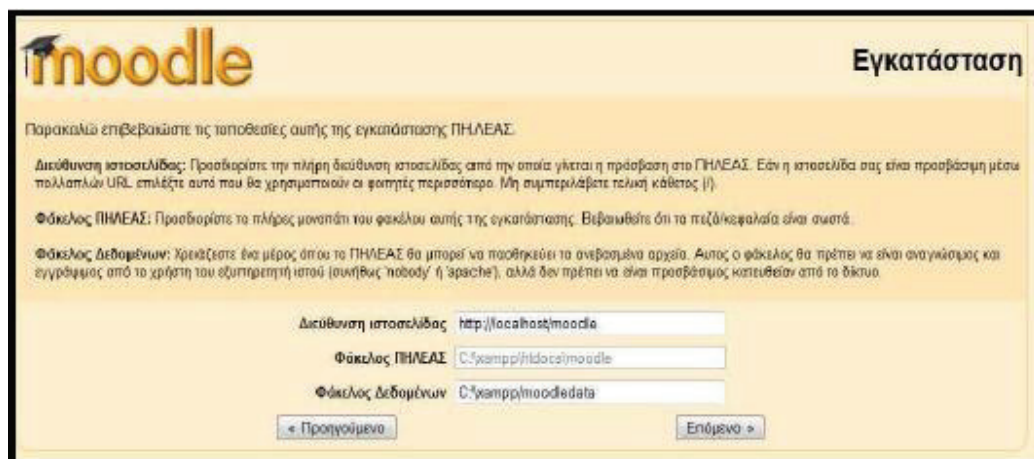 moodle
Εγκατάσταση
Παρακαλώ επιβεβαιώστε τις τοποθεσίες αυτής της εγκατάστασης ΠΗΛΕΑΣ.
Διεύθυνση ιστοσελίδας: Προσδιορίστε την πλήρη διεύθυνση ιστοσελίδας από την οποία γίνεται η πρόσβαση στο ΠΗΛΕΑΣ. Εάν η ιστοσελίδα σας είναι προσβάσιμη μέσω
πολλαπλών URL επιλέξτε αυτό που θα χρησιμοποιούν οι φοιτητές περισσότερο. Μη συμπεριλάβετε τελική κάθετος (/).
Φάκελος ΠΗΛΕΑΣ: Προσδιορίστε το πλήρες μονοπάτι του φακέλου αυτής της εγκατάστασης. Βεβαιωθείτε ότι τα πεζά/κεφαλαία είναι σωστά.
Φάκελος Δεδομένων: Χρειάζεστε ένα μέρος όπου το ΠΗΛΕΑΣ θα μπορεί να αποθηκεύει τα ανεβασμένα αρχεία. Αυτος ο φάκελος θα πρέπει να είναι αναγνώσιμος και
εγγράψιμος από το χρήστη του εξυπηρετητή ιστού (συνήθως 'nobody' ή 'apache'), αλλά δεν πρέπει να είναι προσβάσιμος κατευθείαν από το δίκτυο.
Διεύθυνση ιστοσελίδας http://localhost/moodle
Φάκελος ΠΗΛΕΑΣ C:\xampp\htdocs\moodle
Φάκελος Δεδομένων C:\xampp/moodledata
« Προηγούμενο Επόμενο »